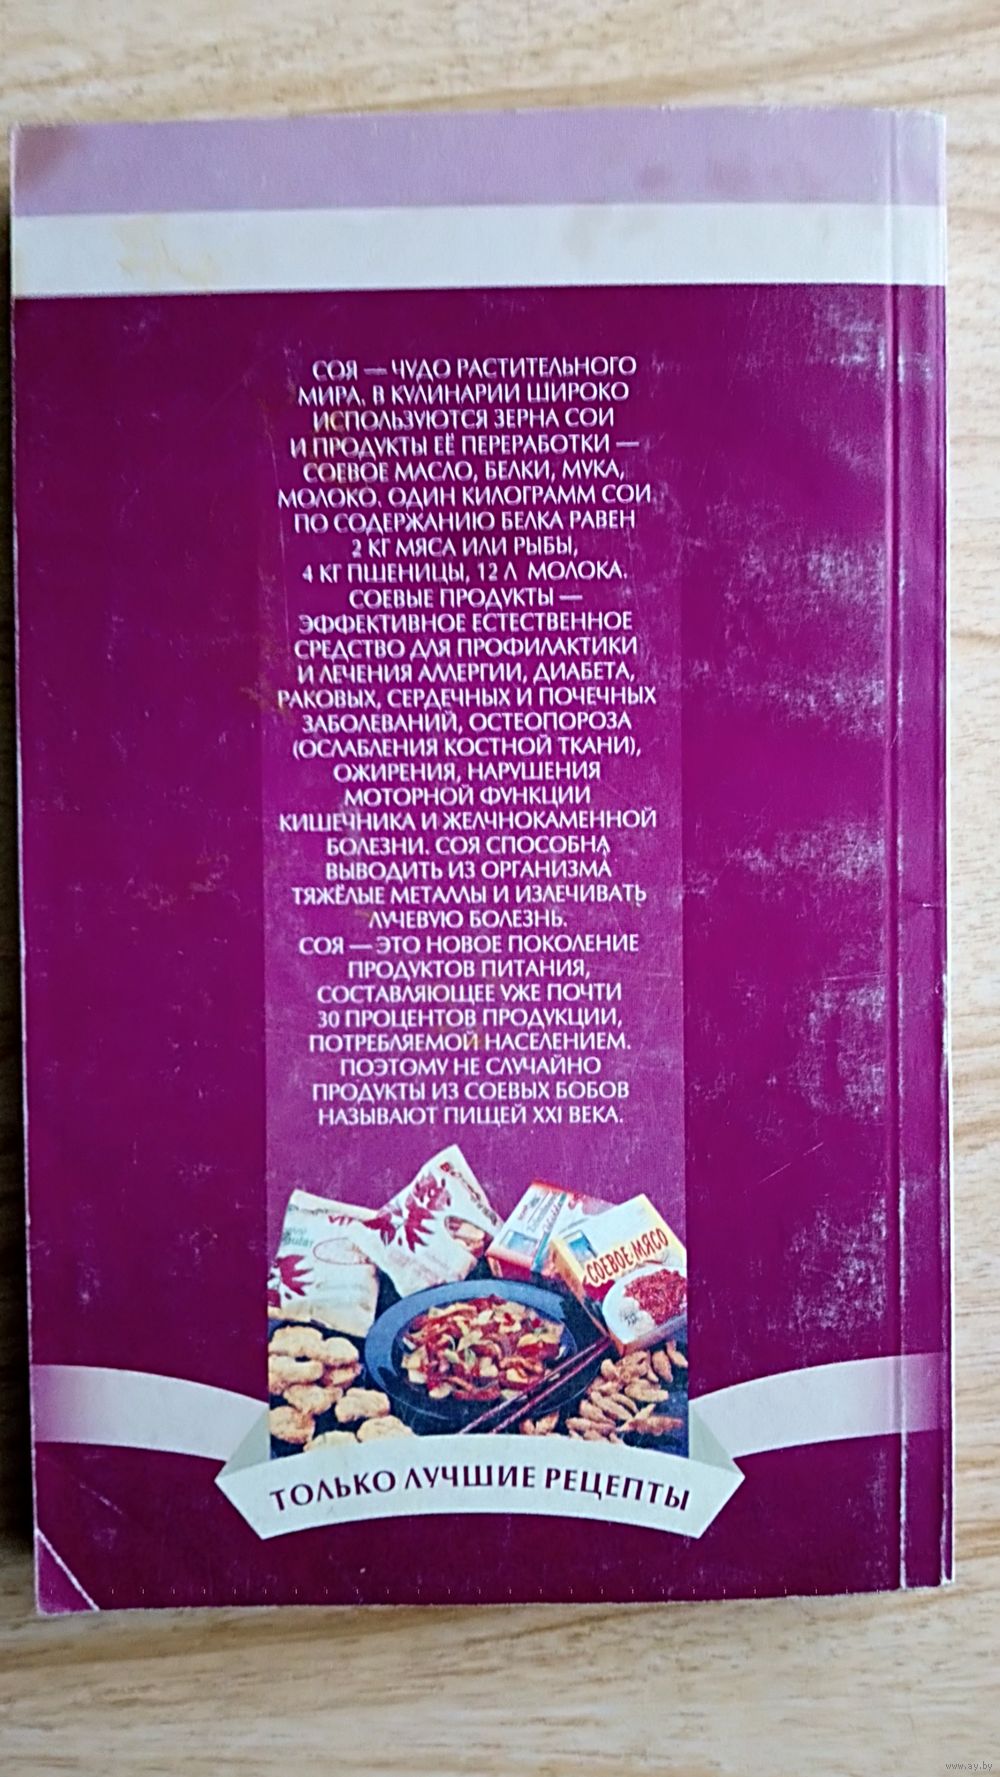 СОЯ — ЧУДО РАСТИТЕЛЬНОГО
МИРА. В КУЛИНАРИИ ШИРОКО
ИСПОЛЬЗУЮТСЯ ЗЕРНА СОИ
И ПРОДУКТЫ ЕЁ ПЕРЕРАБОТКИ —
СОЕВОЕ МАСЛО, БЕЛКИ, МУКА,
МОЛОКО. ОДИН КИЛОГРАММ СОИ
ПО СОДЕРЖАНИЮ БЕЛКА РАВЕН
2 КГ МЯСА ИЛИ РЫБЫ,
4 КГ ПШЕНИЦЫ, 12 Л МОЛОКА.
СОЕВЫЕ ПРОДУКТЫ —
ЭФФЕКТИВНОЕ ЕСТЕСТВЕННОЕ
СРЕДСТВО ДЛЯ ПРОФИЛАКТИКИ
И ЛЕЧЕНИЯ АЛЛЕРГИИ, ДИАБЕТА,
РАКОВЫХ, СЕРДЕЧНЫХ И ПОЧЕЧНЫХ
ЗАБОЛЕВАНИЙ, ОСТЕОПОРОЗА
(ОСЛАБЛЕНИЯ КОСТНОЙ ТКАНИ),
ОЖИРЕНИЯ, НАРУШЕНИЯ
МОТОРНОЙ ФУНКЦИИ
КИШЕЧНИКА И ЖЕЛЧНОКАМЕННОЙ
БОЛЕЗНИ. СОЯ СПОСОБНА
ВЫВОДИТЬ ИЗ ОРГАНИЗМА
ТЯЖЁЛЫЕ МЕТАЛЛЫ И ИЗЛЕЧИВАТЬ
ЛУЧЕВУЮ БОЛЕЗНЬ.
СОЯ — ЭТО НОВОЕ ПОКОЛЕНИЕ
ПРОДУКТОВ ПИТАНИЯ,
СОСТАВЛЯЮЩЕЕ УЖЕ ПОЧТИ
30 ПРОЦЕНТОВ ПРОДУКЦИИ,
ПОТРЕБЛЯЕМОЙ НАСЕЛЕНИЕМ.
ПОЭТОМУ НЕ СЛУЧАЙНО
ПРОДУКТЫ ИЗ СОЕВЫХ БОБОВ
НАЗЫВАЮТ ПИЩЕЙ XXI ВЕКА.
СОЕВОЕ МЯСО
ТОЛЬКО ЛУЧШИЕ РЕЦЕПТЫ
www.ay.by